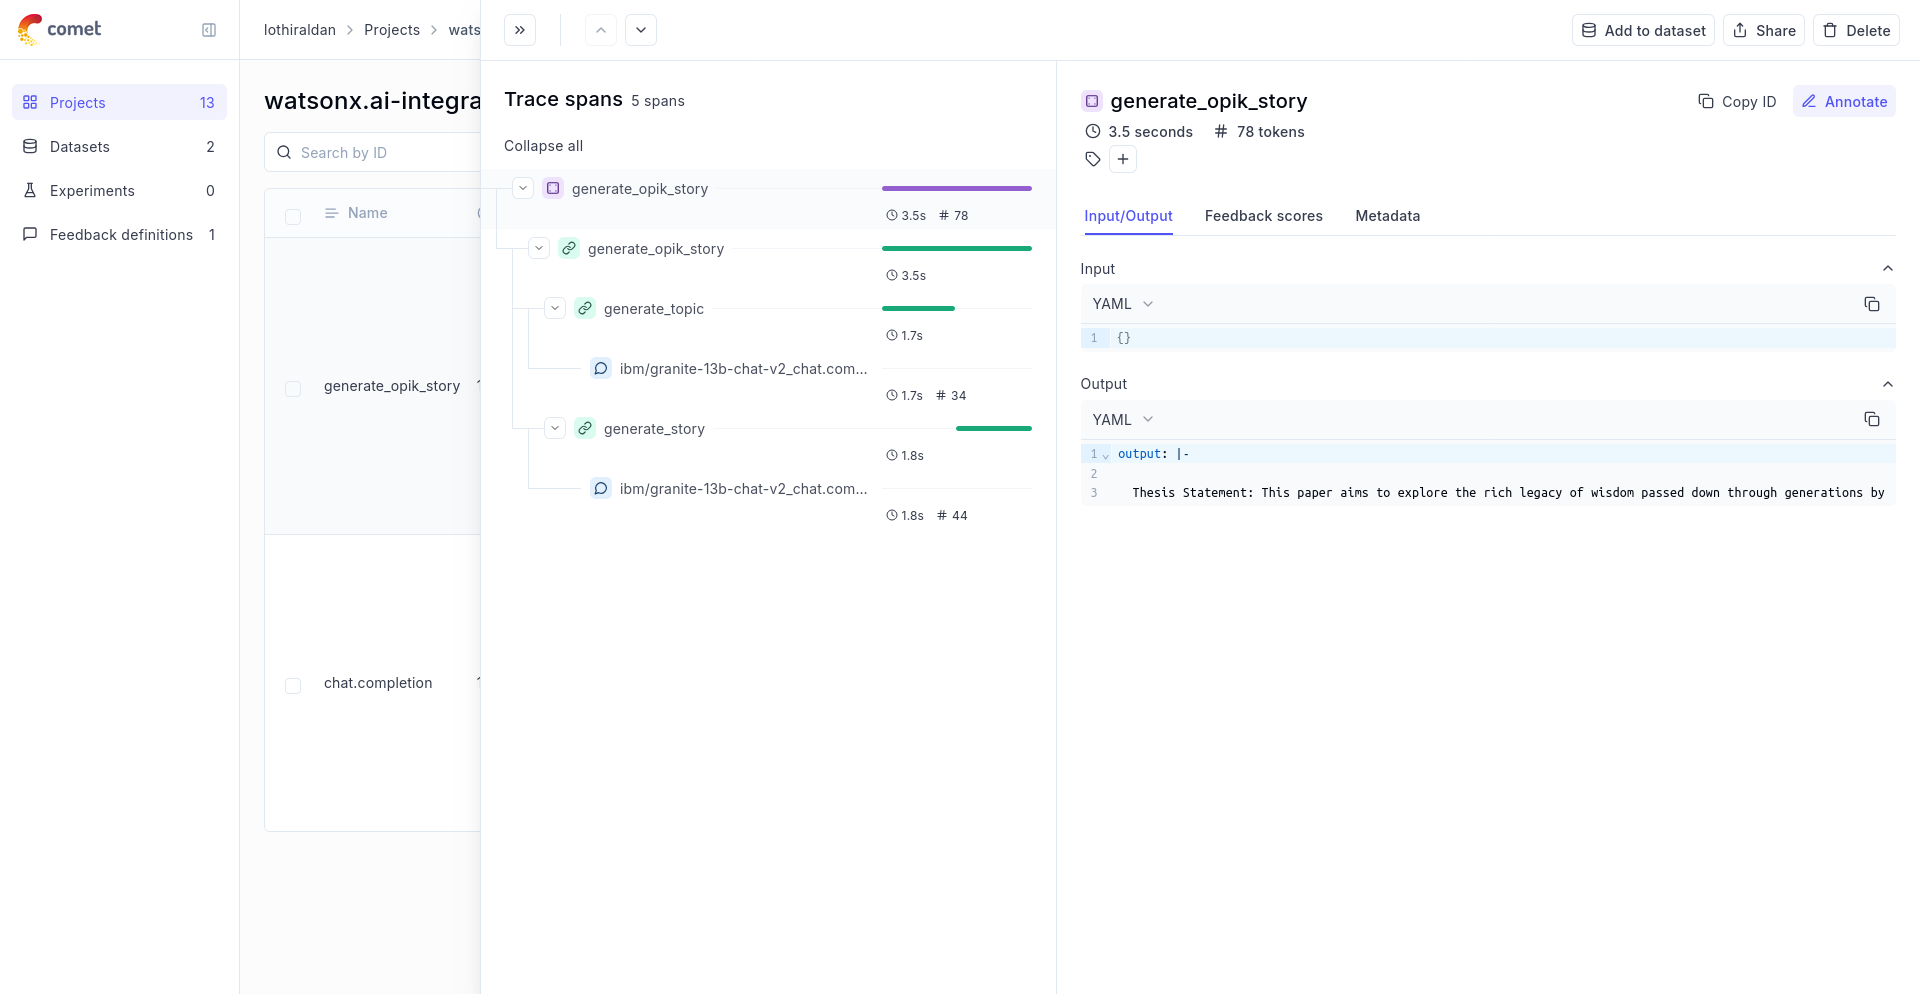 comet
Projects 13
Datasets 2
Experiments 0
Feedback definitions 1
lothiraldan Projects wats
watsonx.ai-integra
Search by ID
Name
generate_opik_story
chat.completion
Add to dataset Share Delete
Trace spans 5 spans
Collapse all
generate_opik_story
3.5s # 78
generate_opik_story
3.5s
generate_topic
1.7s
ibm/granite-13b-chat-v2_chat.com...
1.7s # 34
generate_story
1.8s
ibm/granite-13b-chat-v2_chat.com...
1.8s # 44
generate_opik_story Copy ID Annotate
3.5 seconds # 78 tokens
Input/Output Feedback scores Metadata
Input
YAML
1 {}
Output
YAML
1 output: |-
2
3 Thesis Statement: This paper aims to explore the rich legacy of wisdom passed down through generations by